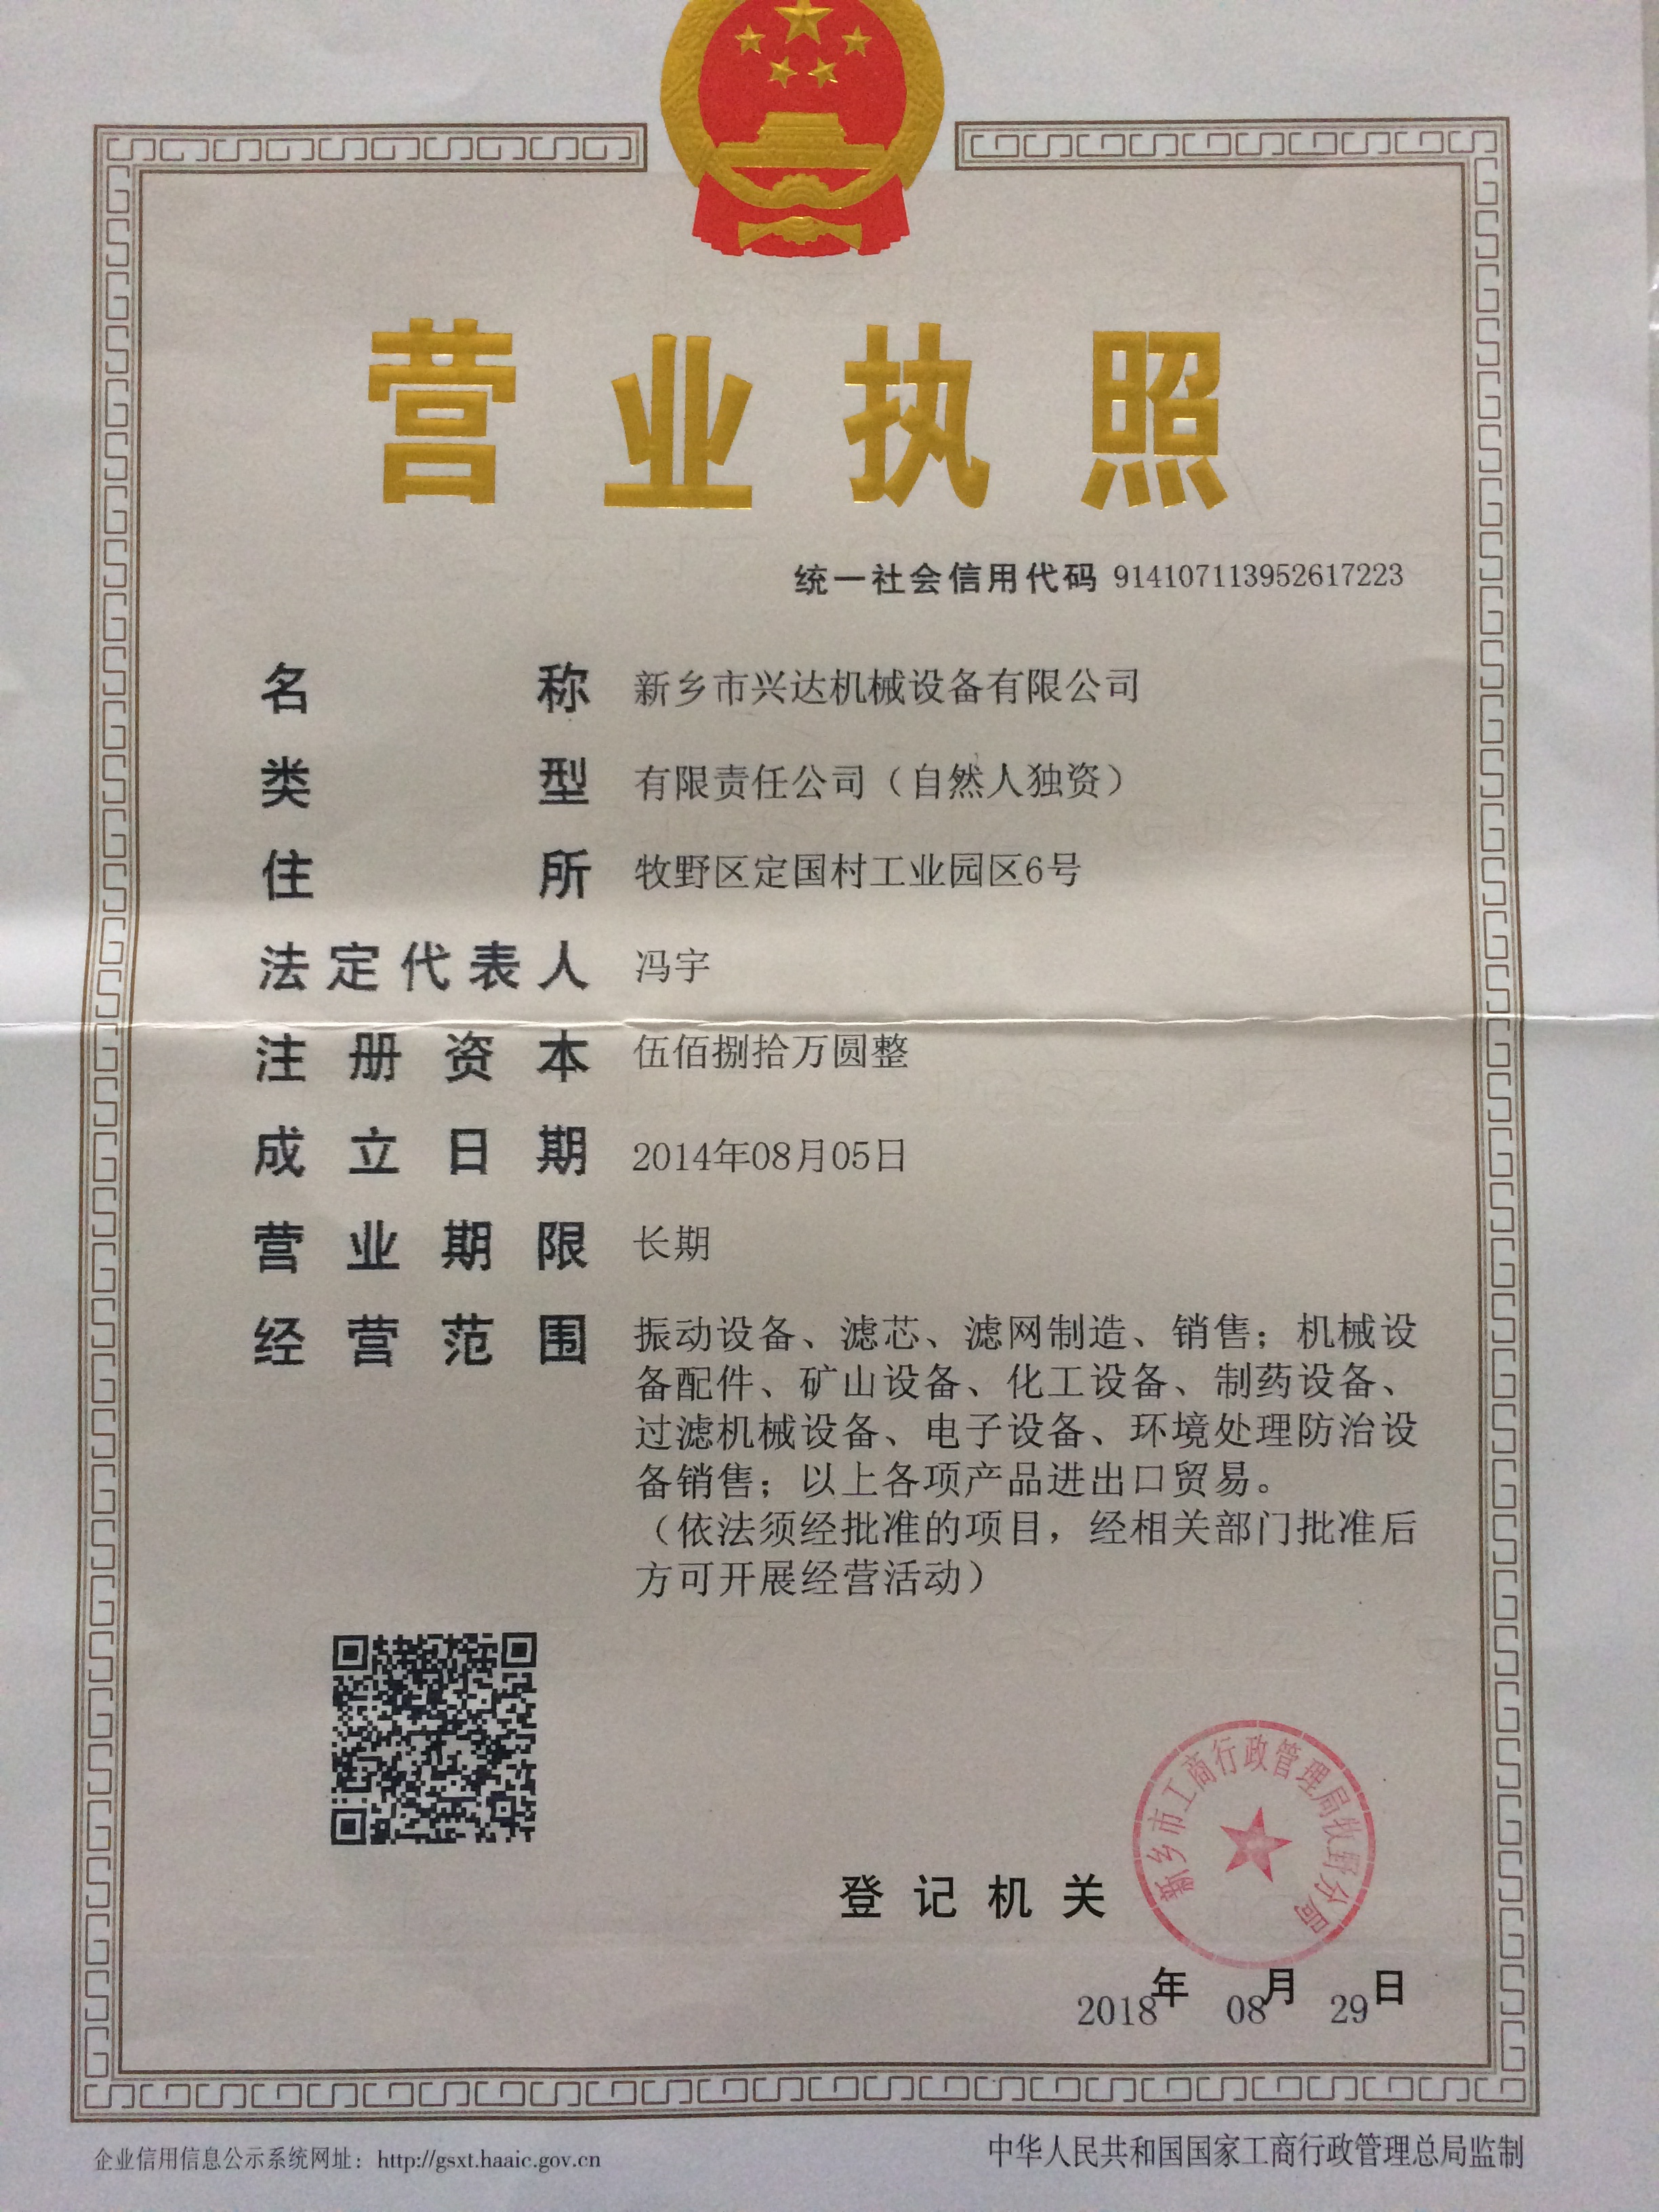 营业执照
统一社会信用代码 914107113952617223
名称 新乡市兴达机械设备有限公司
类型 有限责任公司（自然人独资）
住所 牧野区定国村工业园区6号
法定代表人 冯宇
注册资本 伍佰捌拾万圆整
成立日期 2014年08月05日
营业期限 长期
经营范围 振动设备、滤芯、滤网制造、销售；机械设
备配件、矿山设备、化工设备、制药设备、
过滤机械设备、电子设备、环境处理防治设
备销售；以上各项产品进出口贸易。
（依法须经批准的项目，经相关部门批准后
方可开展经营活动）
新乡市工商行政管理局牧野分局
登记机关
2018年 08月 29日
企业信用信息公示系统网址：http://gsxt.haaic.gov.cn
中华人民共和国国家工商行政管理总局监制